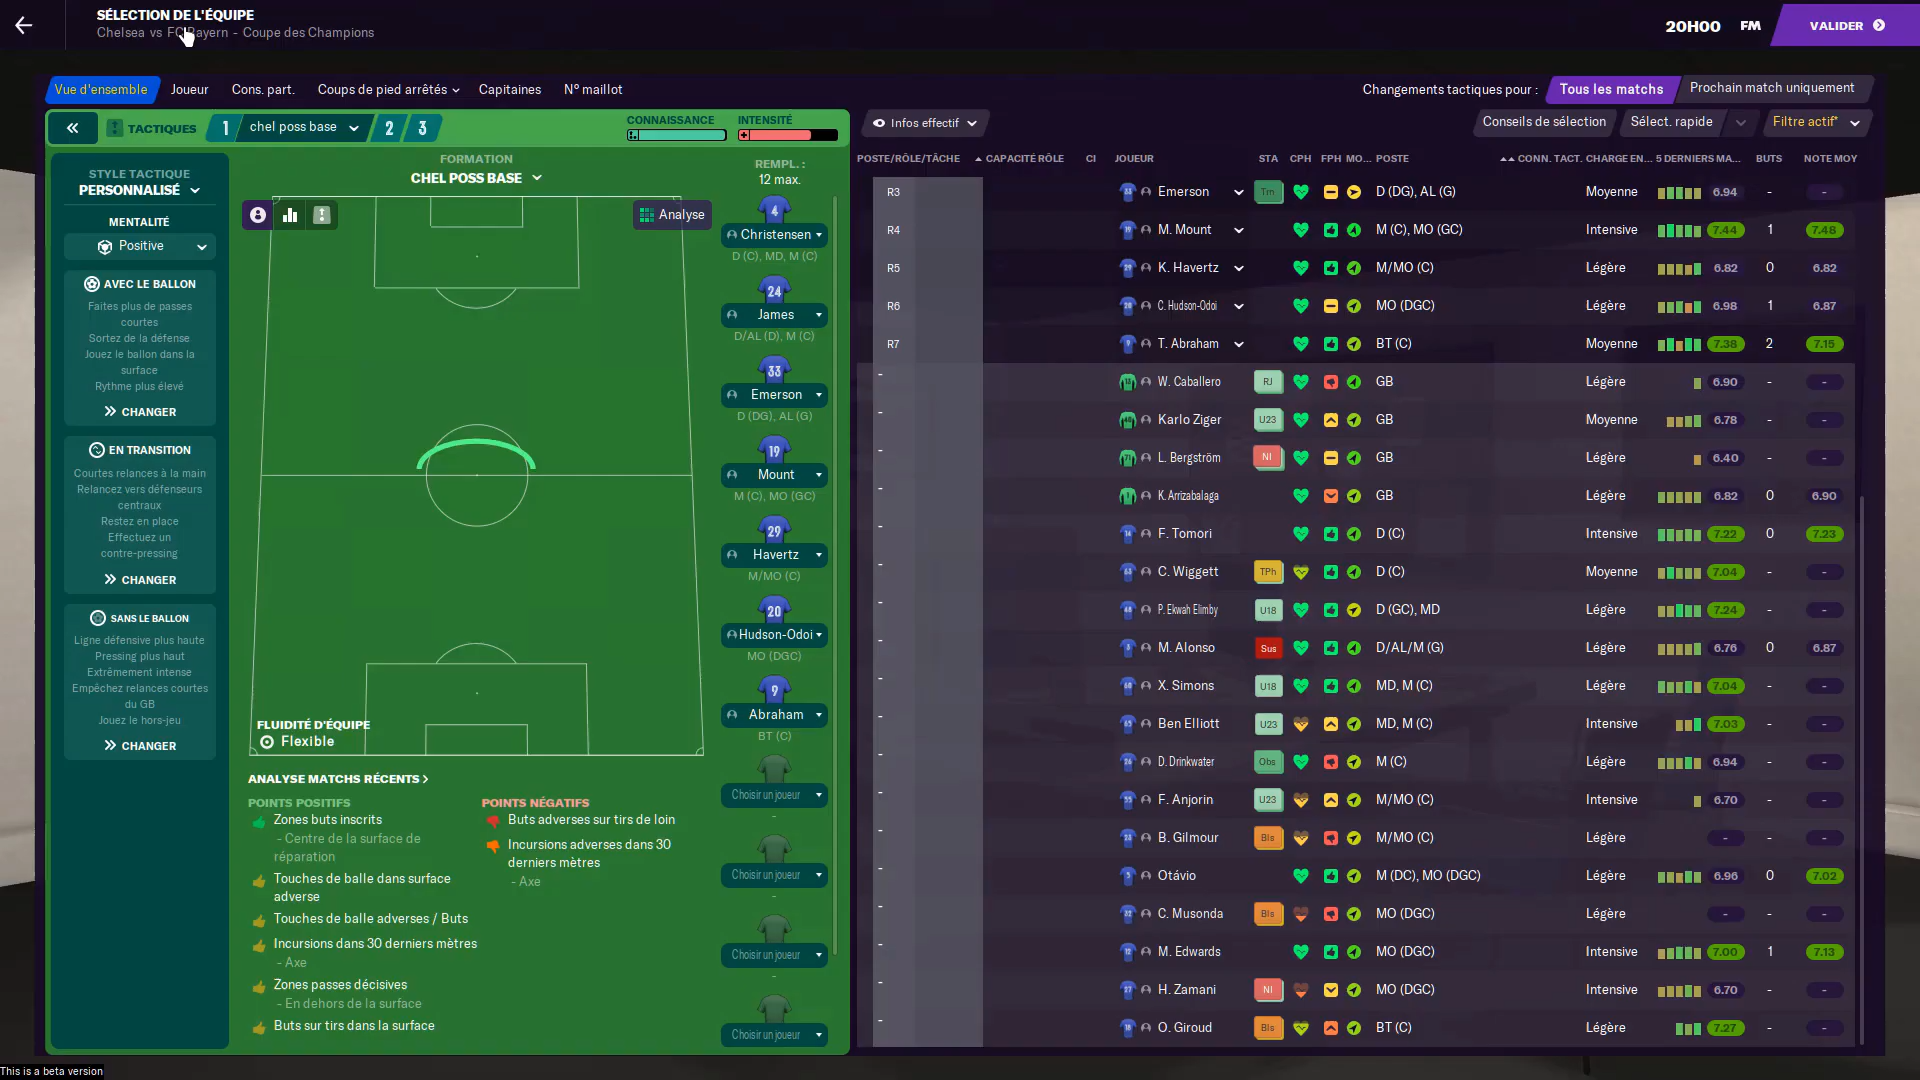 SÉLECTION DE L'ÉQUIPE
Chelsea vs FC Bayern - Coupe des Champions
20H00
FM
VALIDER
Vue d'ensemble
Joueur
Cons. part.
Coups de pied arrêtés
Capitaines
N° maillot
Changements tactiques pour :
Tous les matchs
Prochain match uniquement
TACTIQUES
1
chel poss base
2
3
CONNAISSANCE
INTENSITÉ
STYLE TACTIQUE
PERSONNALISÉ
MENTALITÉ
Positive
AVEC LE BALLON
Faites plus de passes
courtes
Sortez de la défense
Jouez le ballon dans la
surface
Rythme plus élevé
CHANGER
EN TRANSITION
Courtes relances à la main
Relancez vers défenseurs
centraux
Restez en place
Effectuez un
contre-pressing
CHANGER
SANS LE BALLON
Ligne défensive plus haute
Pressing plus haut
Extrêmement intense
Empêchez relances courtes
du GB
Jouez le hors-jeu
CHANGER
FORMATION
CHEL POSS BASE
Analyse
FLUIDITÉ D'ÉQUIPE
Flexible
ANALYSE MATCHS RÉCENTS
POINTS POSITIFS
Zones buts inscrits
- Centre de la surface de
réparation
Touches de balle dans surface
adverse
Touches de balle adverses / Buts
Incursions dans 30 derniers mètres
- Axe
Zones passes décisives
- En dehors de la surface
Buts sur tirs dans la surface
POINTS NÉGATIFS
Buts adverses sur tirs de loin
Incursions adverses dans 30
derniers mètres
- Axe
REMPL. :
12 max.
4
Christensen
D (C), MD, M (C)
24
James
D/AL (D), M (C)
33
Emerson
D (DG), AL (G)
19
Mount
M (C), MO (GC)
29
Havertz
M/MO (C)
20
Hudson-Odoi
MO (DGC)
9
Abraham
BT (C)
Choisir un joueur
-
Choisir un joueur
-
Choisir un joueur
-
Choisir un joueur
Infos effectif
Conseils de sélection
Sélect. rapide
Filtre actif*
POSTE/RÔLE/TÂCHE CAPACITÉ RÔLE CI JOUEUR STA CPH FPH MO... POSTE CONN. TACT. CHARGE EN... 5 DERNIERS MA... BUTS NOTE MOY
R3 Emerson Trn D (DG), AL (G) Moyenne 6.94 - -
R4 M. Mount M (C), MO (GC) Intensive 7.44 1 7.48
R5 K. Havertz M/MO (C) Légère 6.82 0 6.82
R6 C. Hudson-Odoi MO (DGC) Légère 6.98 1 6.87
R7 T. Abraham BT (C) Moyenne 7.38 2 7.15
- W. Caballero RJ GB Légère 6.90 - -
- Karlo Ziger U23 GB Moyenne 6.78 - -
- L. Bergström NI GB Légère 6.40 - -
- K. Arrizabalaga GB Légère 6.82 0 6.90
- F. Tomori D (C) Intensive 7.22 0 7.23
- C. Wiggett TPh D (C) Moyenne 7.04 - -
- P. Ekwah Elimby U18 D (GC), MD Légère 7.24 - -
- M. Alonso Sus D/AL/M (G) Légère 6.76 0 6.87
- X. Simons U18 MD, M (C) Légère 7.04 - -
- Ben Elliott U23 MD, M (C) Intensive 7.03 - -
- D. Drinkwater Obs M (C) Légère 6.94 - -
- F. Anjorin U23 M/MO (C) Intensive 6.70 - -
- B. Gilmour Bls M/MO (C) Légère - - -
- Otávio M (DC), MO (DGC) Légère 6.96 0 7.02
- C. Musonda Bls MO (DGC) Légère - - -
- M. Edwards MO (DGC) Intensive 7.00 1 7.13
- H. Zamani NI MO (DGC) Intensive 6.70 - -
- O. Giroud Bls BT (C) Légère 7.27 - -
This is a beta version